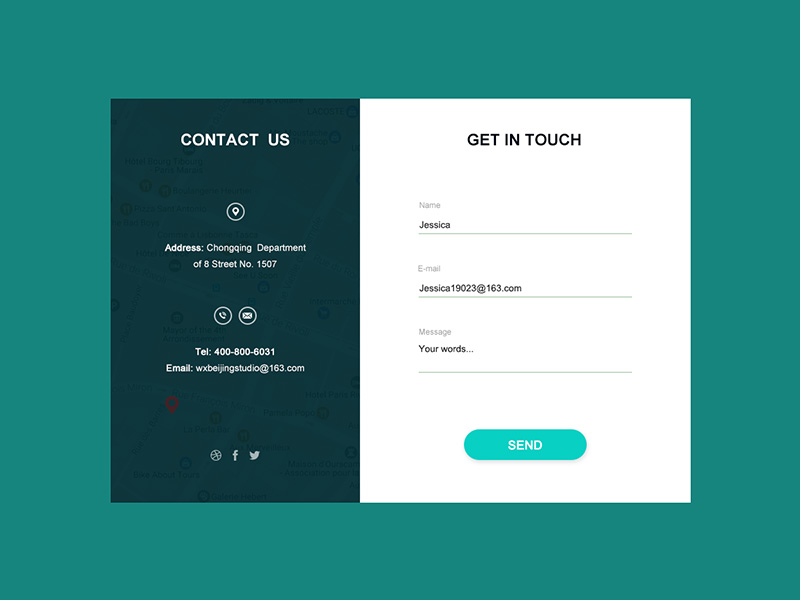 CONTACT  US
Address: Chongqing  Department
of 8 Street No. 1507
Tel: 400-800-6031
Email: wxbeijingstudio@163.com
GET IN TOUCH
Name
Jessica
E-mail
Jessica19023@163.com
Message
Your words...
SEND